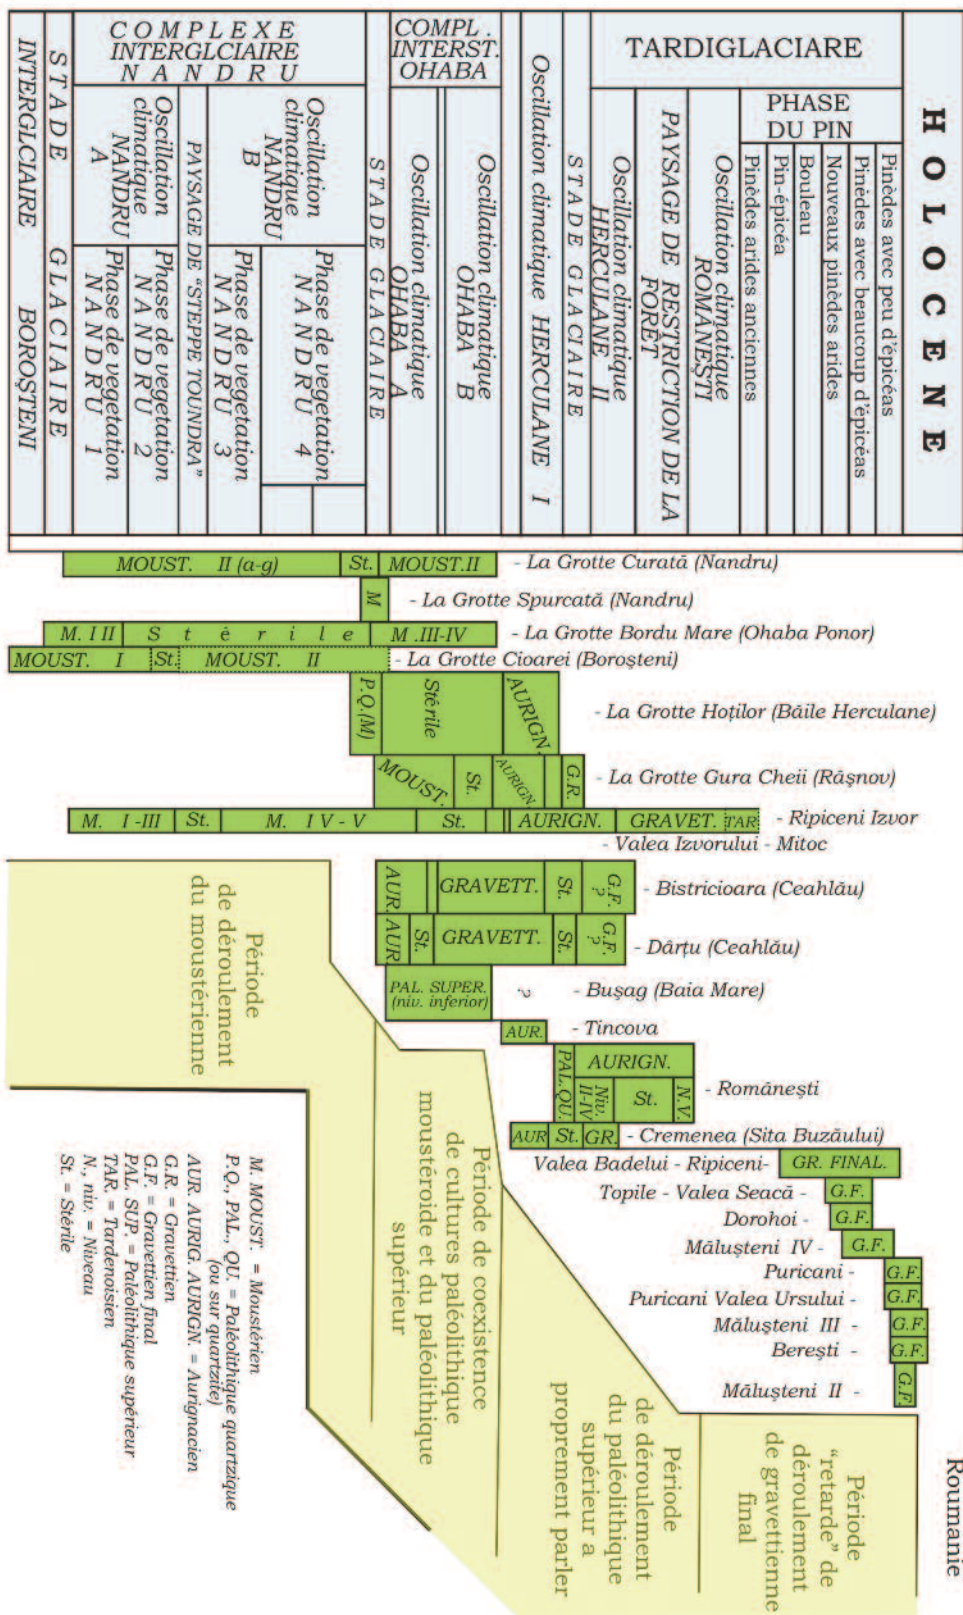 HOLOCENE
TARDIGLACIARE
PHASE
DU PIN
Pinèdes avec peu d'épicéas
Pinèdes avec beaucoup d'épicéas
Nouveaux pinèdes arides
Bouleau
Pin-épicéa
Pinèdes arides anciennes
Oscillation climatique
ROMÂNEŞTI
PAYSAGE DE RESTRICTION DE LA
FORÊT
Oscillation climatique
HERCULANE II
STADE GLACIAIRE
Oscillation climatique HERCULANE I
COMPL.
INTERST.
OHABA
Oscillation climatique
OHABA B
Oscillation climatique
OHABA A
STADE GLACIAIRE
COMPLEXE
INTERGLCIAIRE
NANDRU
Oscillation
climatique
NANDRU
B
Phase de vegetation
NANDRU 4
Phase de vegetation
NANDRU 3
PAYSAGE DE "STEPPE TOUNDRA"
Oscillation
climatique
NANDRU
A
Phase de vegetation
NANDRU 2
Phase de vegetation
NANDRU 1
STADE GLACIAIRE
INTERGLCIAIRE BOROŞTENI
MOUST. II (a-g) St. MOUST.II - La Grotte Curată (Nandru)
M - La Grotte Spurcată (Nandru)
M. I II Stérile M .III-IV - La Grotte Bordu Mare (Ohaba Ponor)
MOUST. I St. MOUST. II - La Grotte Cioarei (Boroşteni)
P.Q.(M) Stérile AURIGN. - La Grotte Hoţilor (Băile Herculane)
MOUST. St. AURIGN. G.R. - La Grotte Gura Cheii (Râşnov)
M. I -III St. M. IV - V St. AURIGN. GRAVET. TAR - Ripiceni Izvor
- Valea Izvorului - Mitoc
AUR. GRAVETT. St. G.F. ? - Bistricioara (Ceahlău)
AUR St. GRAVETT. St. G.F. ? - Dârţu (Ceahlău)
PAL. SUPER.
(niv. inferior) ? - Buşag (Baia Mare)
AUR. - Tincova
PAL.QU. AURIGN. Niv. II-IV St. N.V. - Româneşti
AUR St. GR. - Cremenea (Sita Buzăului)
Valea Badelui - Ripiceni- GR. FINAL.
Topile - Valea Seacă - G.F.
Dorohoi - G.F.
Măluşteni IV - G.F.
Puricani - G.F.
Puricani Valea Ursului - G.F.
Măluşteni III - G.F.
Bereşti - G.F.
Măluşteni II - G.F
Période
de déroulement
du moustérienne
Période de coexistence
de cultures paléolithique
moustéroide et du paléolithique
supérieur
Période
de déroulement
du paléolithique
supérieur a
proprement parler
Période
"retarde" de
déroulement
de gravettienne
final
M. MOUST. = Moustérien
P.Q., PAL., QU. = Paléolithique quartzique
(ou sur quartzite)
AUR. AURIG. AURIGN. = Aurignacien
G.R. = Gravettien
G.F. = Gravettien final
PAL. SUP. = Paléolithique supérieur
TAR. = Tardenoisien
N., niv. = Niveau
St. = Stérile
Roumanie